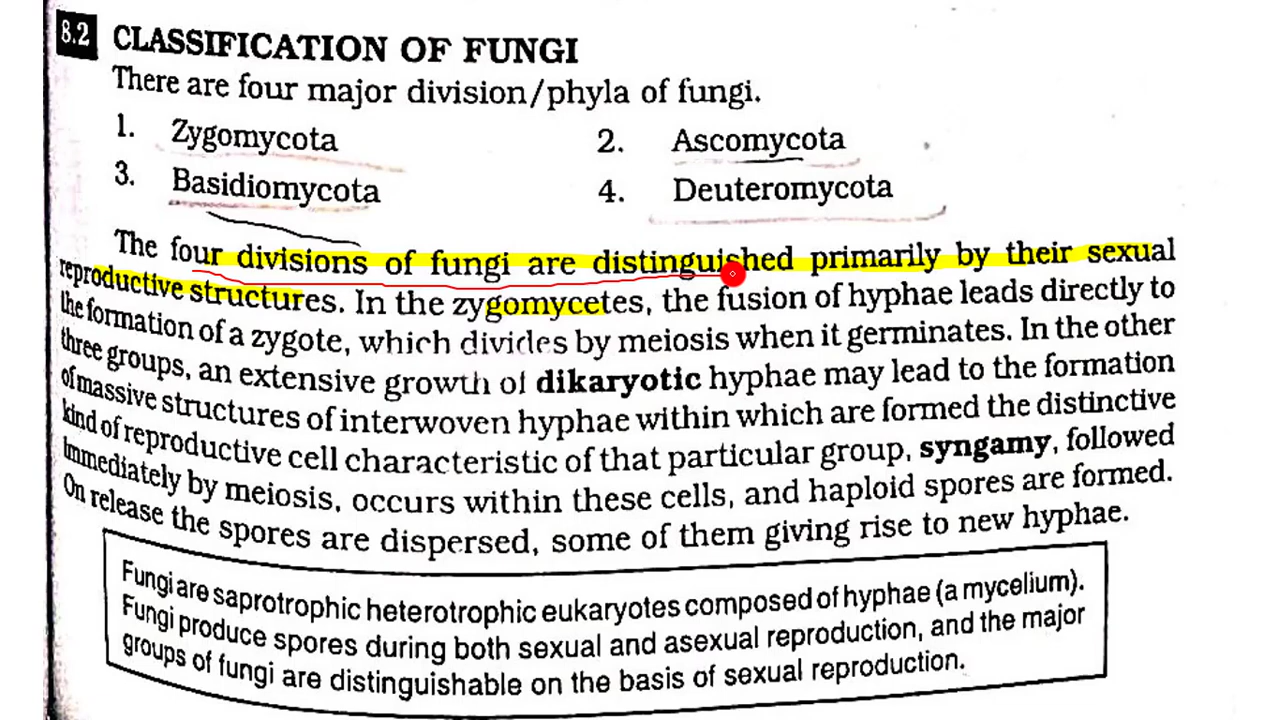 8.2 CLASSIFICATION OF FUNGI
There are four major division/phyla of fungi.
1. Zygomycota 2. Ascomycota
3. Basidiomycota 4. Deuteromycota
The four divisions of fungi are distinguished primarily by their sexual
reproductive structures. In the zygomycetes, the fusion of hyphae leads directly to
the formation of a zygote, which divides by meiosis when it germinates. In the other
three groups, an extensive growth of dikaryotic hyphae may lead to the formation
of massive structures of interwoven hyphae within which are formed the distinctive
kind of reproductive cell characteristic of that particular group, syngamy, followed
immediately by meiosis, occurs within these cells, and haploid spores are formed.
On release the spores are dispersed, some of them giving rise to new hyphae.
Fungi are saprotrophic heterotrophic eukaryotes composed of hyphae (a mycelium).
Fungi produce spores during both sexual and asexual reproduction, and the major
groups of fungi are distinguishable on the basis of sexual reproduction.